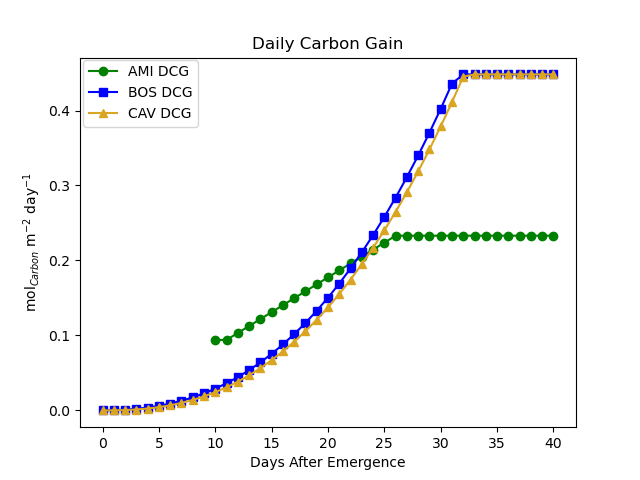 Daily Carbon Gain
AMI DCG
BOS DCG
CAV DCG
mol_Carbon m⁻² day⁻¹
0.4
0.3
0.2
0.1
0.0
0 5 10 15 20 25 30 35 40
Days After Emergence